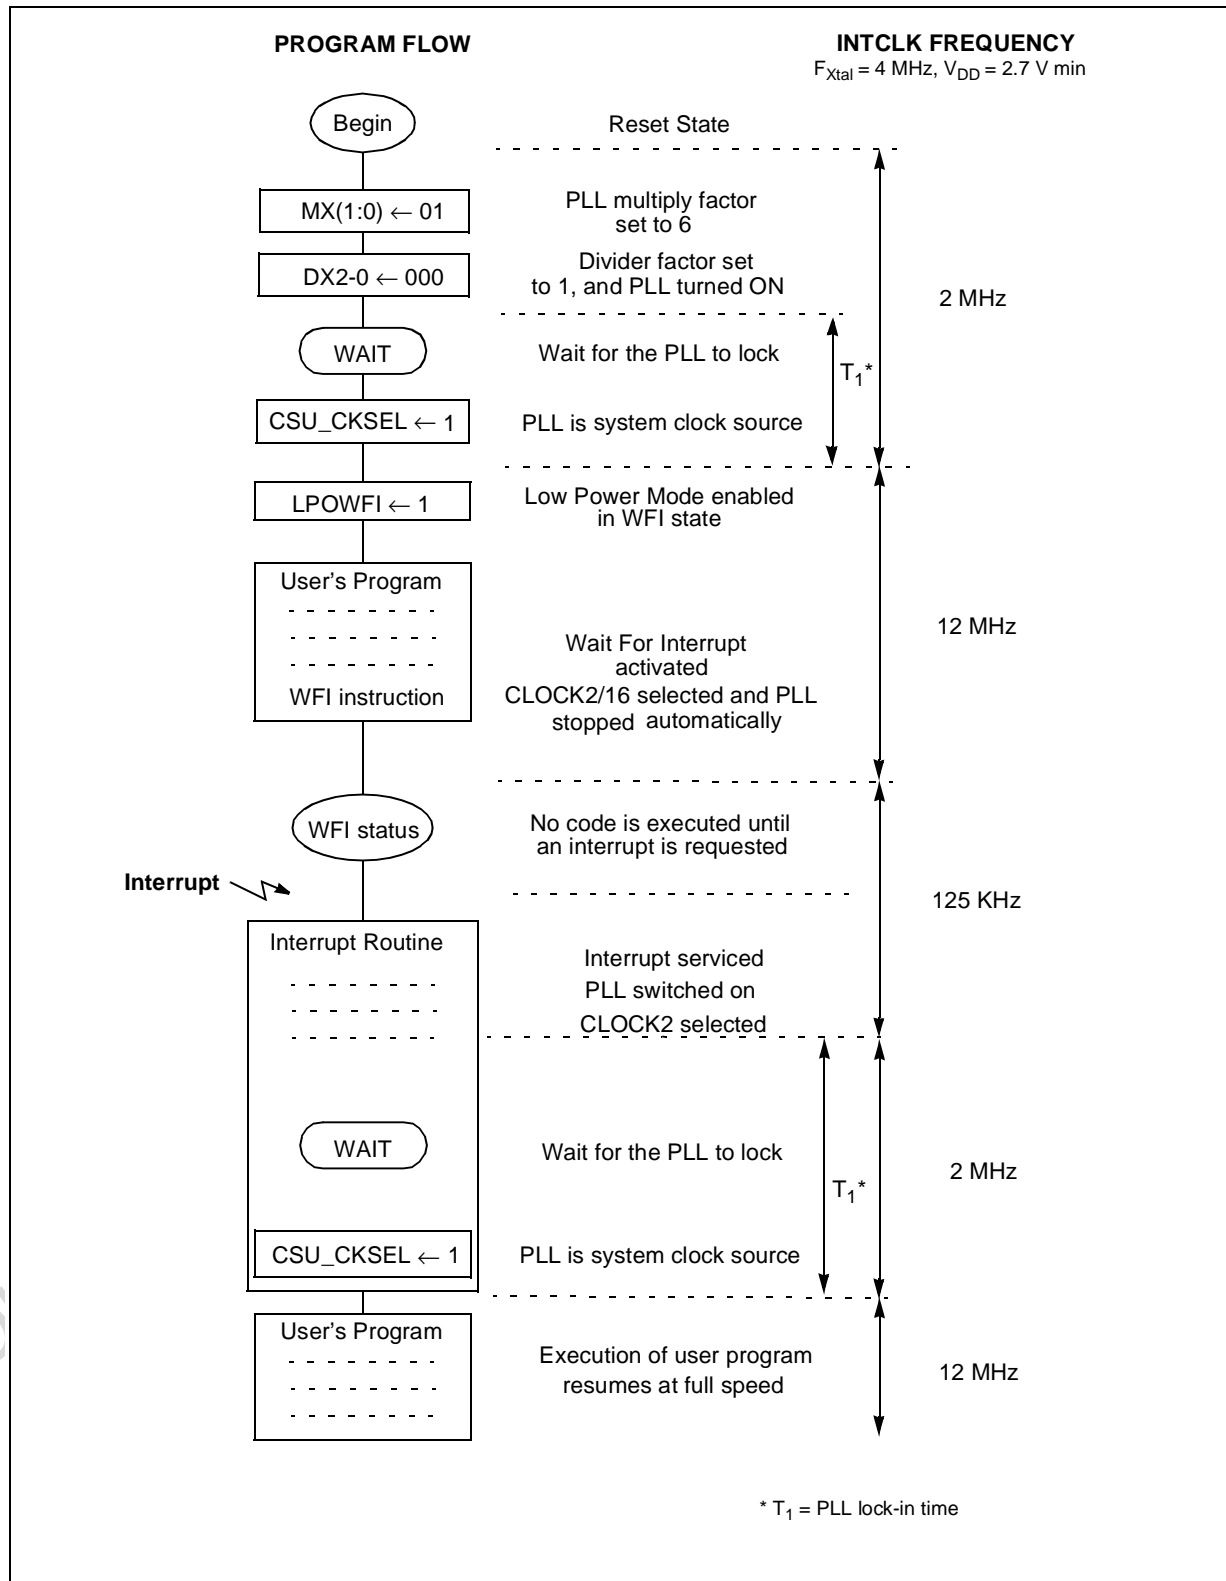 PROGRAM FLOW
INTCLK FREQUENCY
F_Xtal = 4 MHz, V_DD = 2.7 V min
Begin
Reset State
MX(1:0) ← 01
PLL multiply factor
set to 6
DX2-0 ← 000
Divider factor set
to 1, and PLL turned ON
2 MHz
WAIT
Wait for the PLL to lock
T_1*
CSU_CKSEL ← 1
PLL is system clock source
LPOWFI ← 1
Low Power Mode enabled
in WFI state
User's Program
12 MHz
WFI instruction
Wait For Interrupt
activated
CLOCK2/16 selected and PLL
stopped automatically
WFI status
No code is executed until
an interrupt is requested
Interrupt
125 KHz
Interrupt Routine
Interrupt serviced
PLL switched on
CLOCK2 selected
WAIT
Wait for the PLL to lock
T_1*
2 MHz
CSU_CKSEL ← 1
PLL is system clock source
User's Program
Execution of user program
resumes at full speed
12 MHz
* T_1 = PLL lock-in time